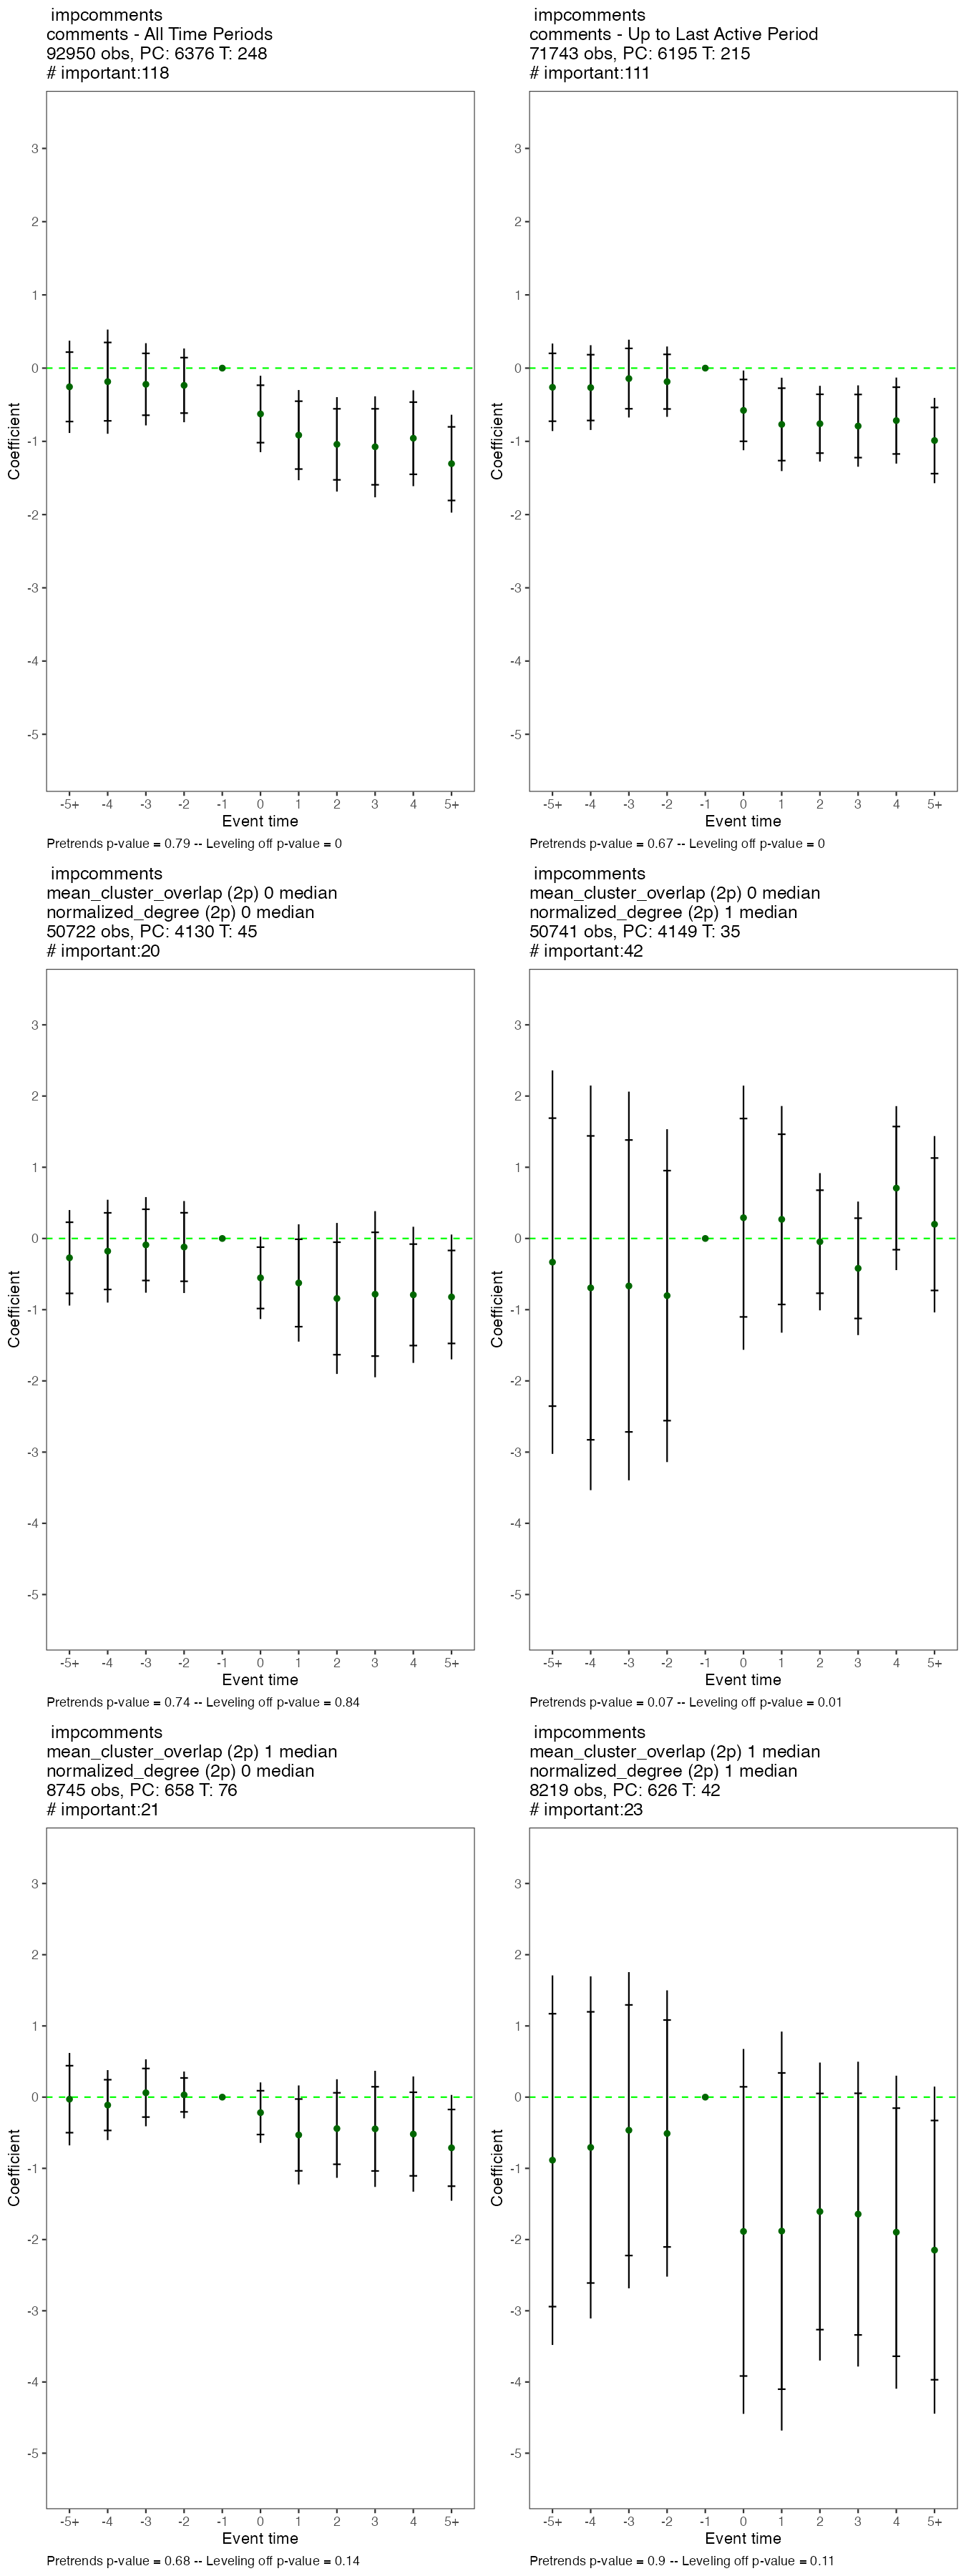 impcomments
comments - All Time Periods
92950 obs, PC: 6376 T: 248
# important:118
3
2
1
0
-1
-2
-3
-4
-5
Coefficient
-5+ -4 -3 -2 -1 0 1 2 3 4 5+
Event time
Pretrends p-value = 0.79 -- Leveling off p-value = 0
impcomments
comments - Up to Last Active Period
71743 obs, PC: 6195 T: 215
# important:111
3
2
1
0
-1
-2
-3
-4
-5
Coefficient
-5+ -4 -3 -2 -1 0 1 2 3 4 5+
Event time
Pretrends p-value = 0.67 -- Leveling off p-value = 0
impcomments
mean_cluster_overlap (2p) 0 median
normalized_degree (2p) 0 median
50722 obs, PC: 4130 T: 45
# important:20
3
2
1
0
-1
-2
-3
-4
-5
Coefficient
-5+ -4 -3 -2 -1 0 1 2 3 4 5+
Event time
Pretrends p-value = 0.74 -- Leveling off p-value = 0.84
impcomments
mean_cluster_overlap (2p) 0 median
normalized_degree (2p) 1 median
50741 obs, PC: 4149 T: 35
# important:42
3
2
1
0
-1
-2
-3
-4
-5
Coefficient
-5+ -4 -3 -2 -1 0 1 2 3 4 5+
Event time
Pretrends p-value = 0.07 -- Leveling off p-value = 0.01
impcomments
mean_cluster_overlap (2p) 1 median
normalized_degree (2p) 0 median
8745 obs, PC: 658 T: 76
# important:21
3
2
1
0
-1
-2
-3
-4
-5
Coefficient
-5+ -4 -3 -2 -1 0 1 2 3 4 5+
Event time
Pretrends p-value = 0.68 -- Leveling off p-value = 0.14
impcomments
mean_cluster_overlap (2p) 1 median
normalized_degree (2p) 1 median
8219 obs, PC: 626 T: 42
# important:23
3
2
1
0
-1
-2
-3
-4
-5
Coefficient
-5+ -4 -3 -2 -1 0 1 2 3 4 5+
Event time
Pretrends p-value = 0.9 -- Leveling off p-value = 0.11